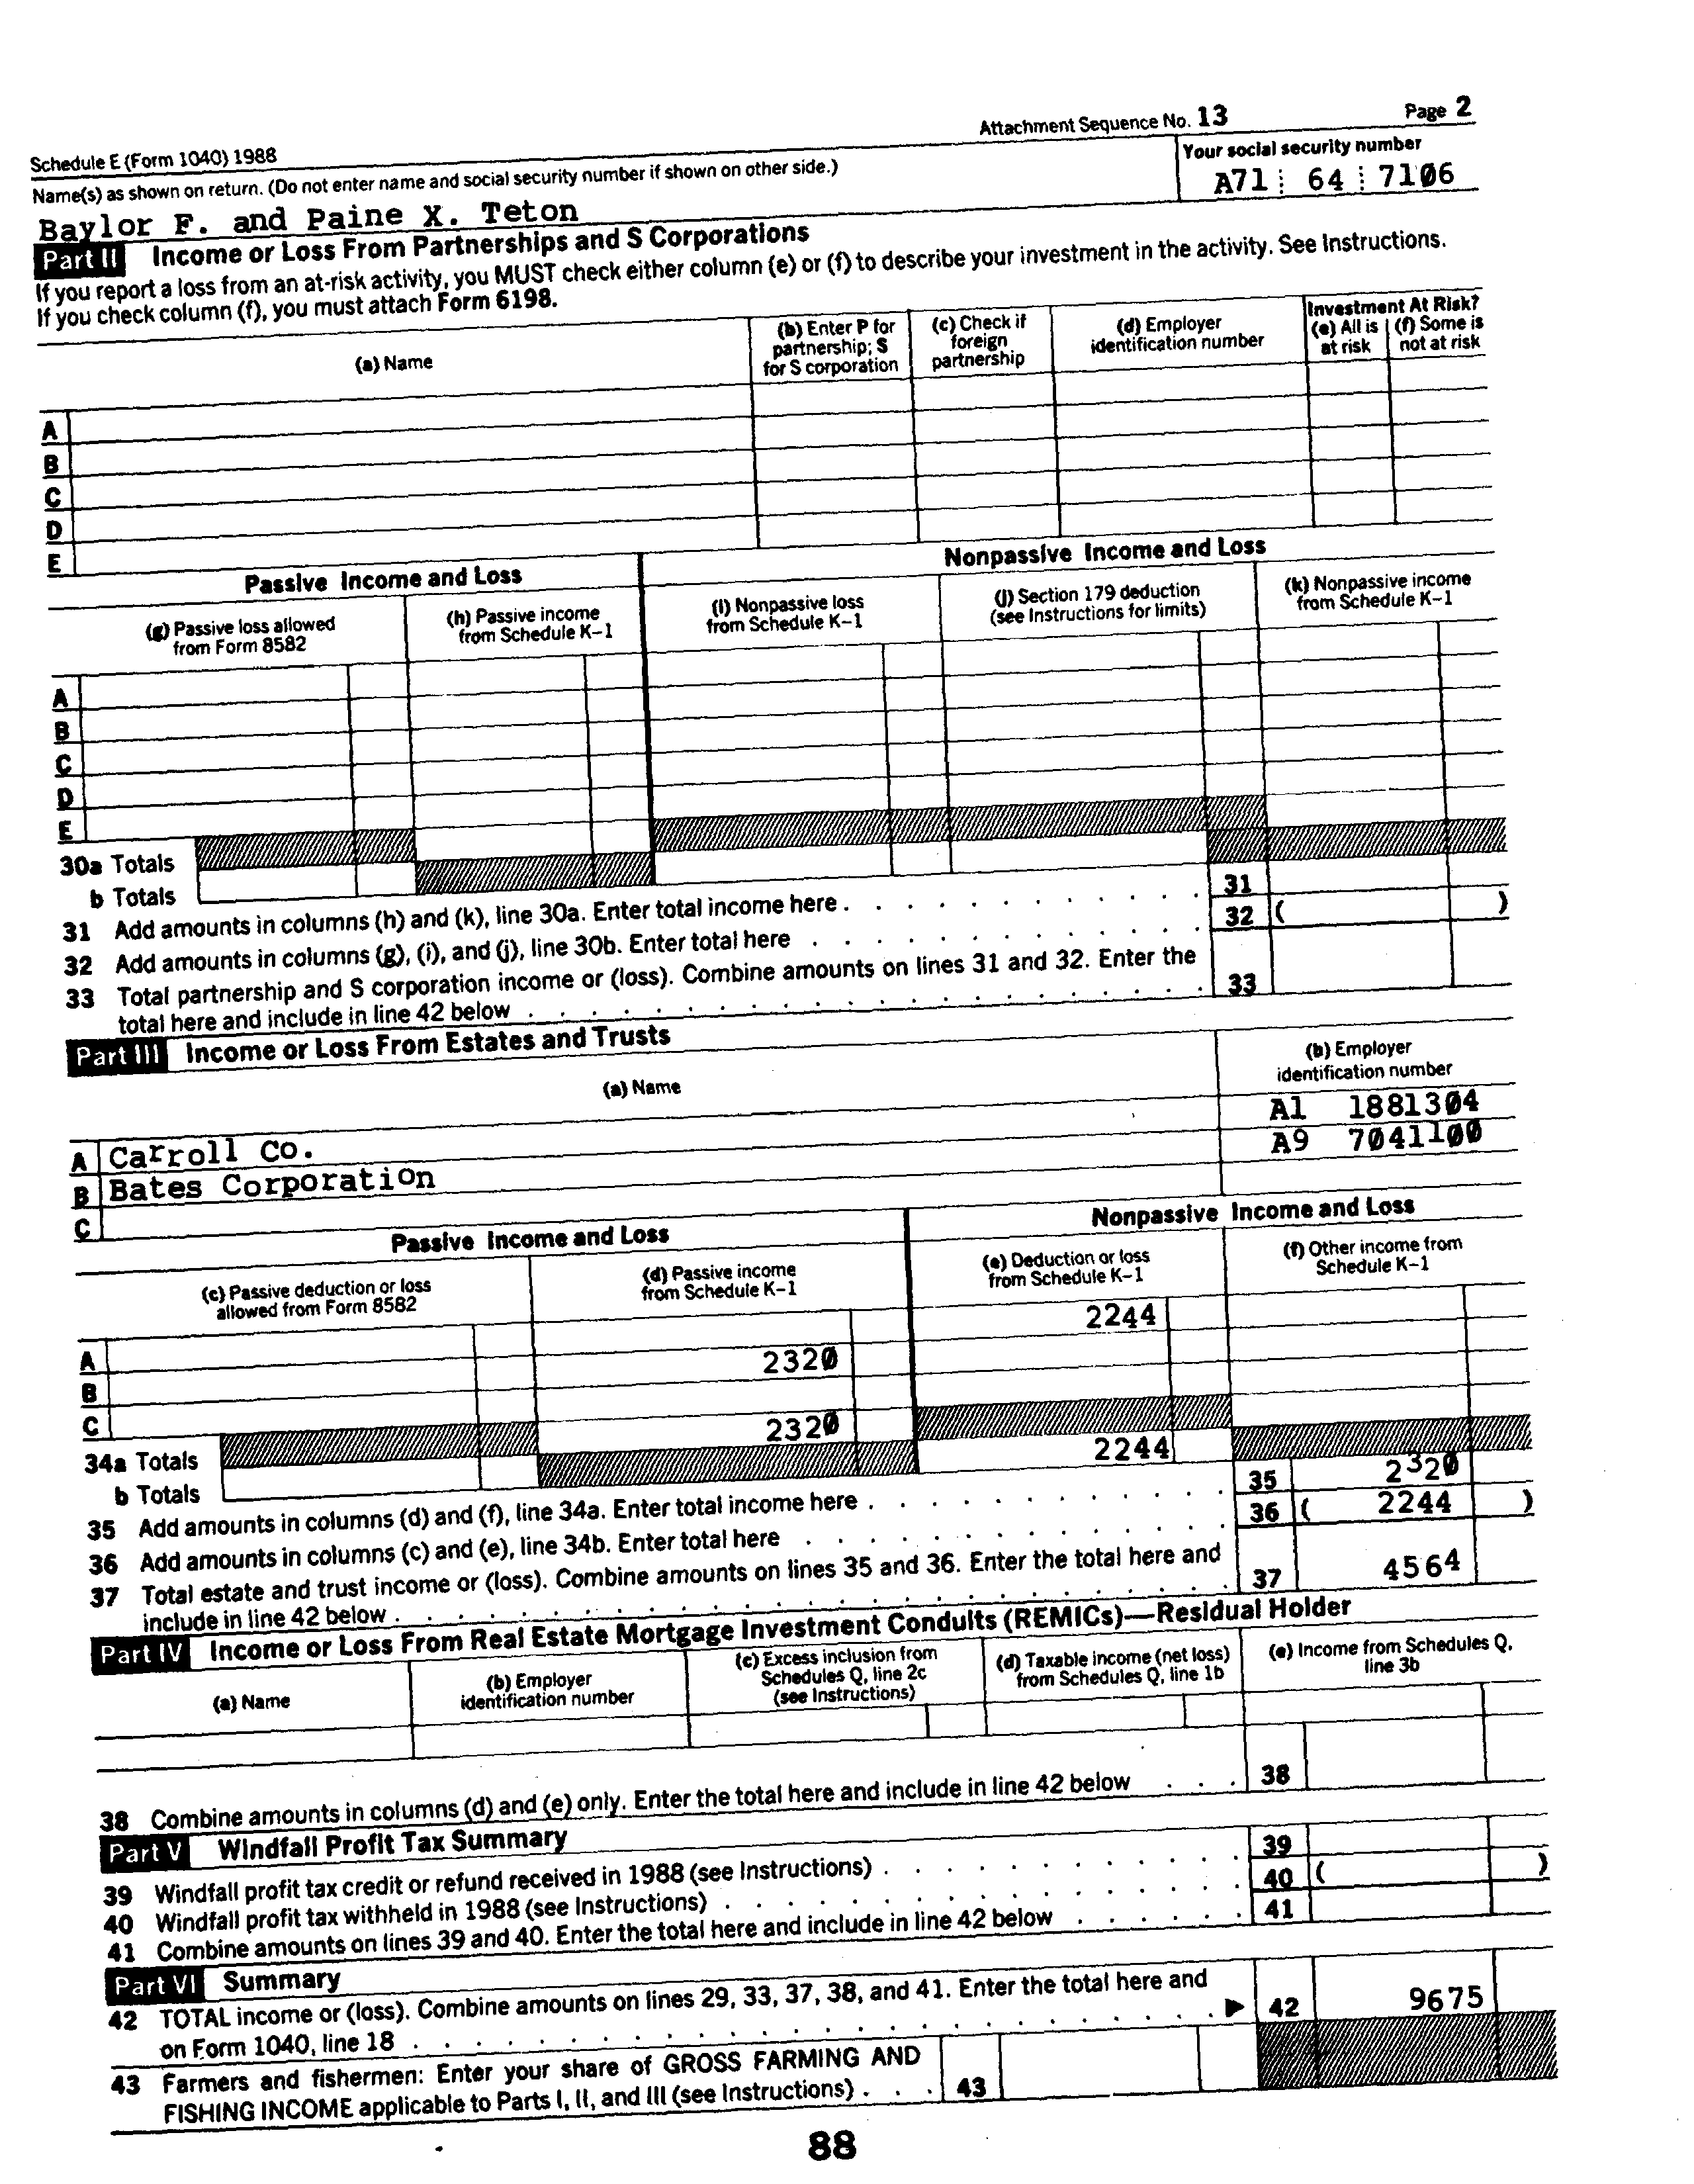 Attachment Sequence No. 13 Page 2
Schedule E (Form 1040) 1988
Name(s) as shown on return. (Do not enter name and social security number if shown on other side.)
Your social security number
Baylor F. and Paine X. Teton
A71 64 7106
Part II Income or Loss From Partnerships and S Corporations
If you report a loss from an at-risk activity, you MUST check either column (e) or (f) to describe your investment in the activity. See Instructions.
If you check column (f), you must attach Form 6198.
(a) Name
(b) Enter P for partnership; S for S corporation
(c) Check if foreign partnership
(d) Employer identification number
Investment At Risk?
(e) All is at risk
(f) Some is not at risk
A
B
C
D
E
Passive Income and Loss
Nonpassive Income and Loss
(g) Passive loss allowed from Form 8582
(h) Passive income from Schedule K–1
(i) Nonpassive loss from Schedule K–1
(j) Section 179 deduction (see Instructions for limits)
(k) Nonpassive income from Schedule K–1
A
B
C
D
E
30a Totals
b Totals
31 Add amounts in columns (h) and (k), line 30a. Enter total income here . . . 31
32 Add amounts in columns (g), (i), and (j), line 30b. Enter total here . . . 32 ( )
33 Total partnership and S corporation income or (loss). Combine amounts on lines 31 and 32. Enter the
total here and include in line 42 below . . . 33
Part III Income or Loss From Estates and Trusts
(a) Name
(b) Employer identification number
A Carroll Co. A1 1881304
B Bates Corporation A9 7041100
C
Passive Income and Loss
Nonpassive Income and Loss
(c) Passive deduction or loss allowed from Form 8582
(d) Passive income from Schedule K–1
(e) Deduction or loss from Schedule K–1
(f) Other income from Schedule K–1
A 2244
B 2320
C
34a Totals 2320
b Totals 2244
35 Add amounts in columns (d) and (f), line 34a. Enter total income here . . . 35 2320
36 Add amounts in columns (c) and (e), line 34b. Enter total here . . . 36 ( 2244 )
37 Total estate and trust income or (loss). Combine amounts on lines 35 and 36. Enter the total here and
include in line 42 below . . . 37 4564
Part IV Income or Loss From Real Estate Mortgage Investment Conduits (REMICs)—Residual Holder
(a) Name
(b) Employer identification number
(c) Excess inclusion from Schedules Q, line 2c (see Instructions)
(d) Taxable income (net loss) from Schedules Q, line 1b
(e) Income from Schedules Q, line 3b
38 Combine amounts in columns (d) and (e) only. Enter the total here and include in line 42 below . . . 38
Part V Windfall Profit Tax Summary
39 Windfall profit tax credit or refund received in 1988 (see Instructions) . . . 39
40 Windfall profit tax withheld in 1988 (see Instructions) . . . 40 ( )
41 Combine amounts on lines 39 and 40. Enter the total here and include in line 42 below . . . 41
Part VI Summary
42 TOTAL income or (loss). Combine amounts on lines 29, 33, 37, 38, and 41. Enter the total here and
on Form 1040, line 18 . . . ▶ 42 9675
43 Farmers and fishermen: Enter your share of GROSS FARMING AND
FISHING INCOME applicable to Parts I, II, and III (see Instructions) . . . 43
88